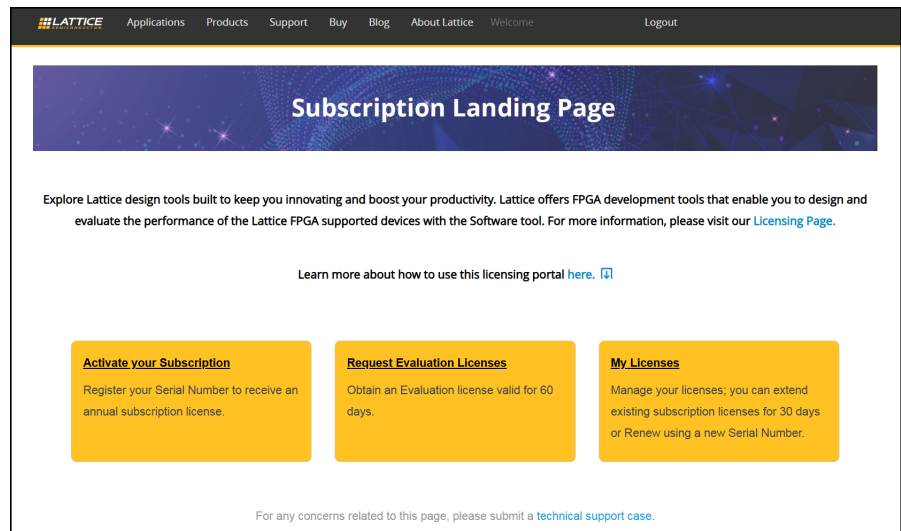 LATTICE
SEMICONDUCTOR
Applications Products Support Buy Blog About Lattice Welcome Logout
Subscription Landing Page
Explore Lattice design tools built to keep you innovating and boost your productivity. Lattice offers FPGA development tools that enable you to design and
evaluate the performance of the Lattice FPGA supported devices with the Software tool. For more information, please visit our Licensing Page.
Learn more about how to use this licensing portal here.
Activate your Subscription
Register your Serial Number to receive an
annual subscription license.
Request Evaluation Licenses
Obtain an Evaluation license valid for 60
days.
My Licenses
Manage your licenses; you can extend
existing subscription licenses for 30 days
or Renew using a new Serial Number.
For any concerns related to this page, please submit a technical support case.